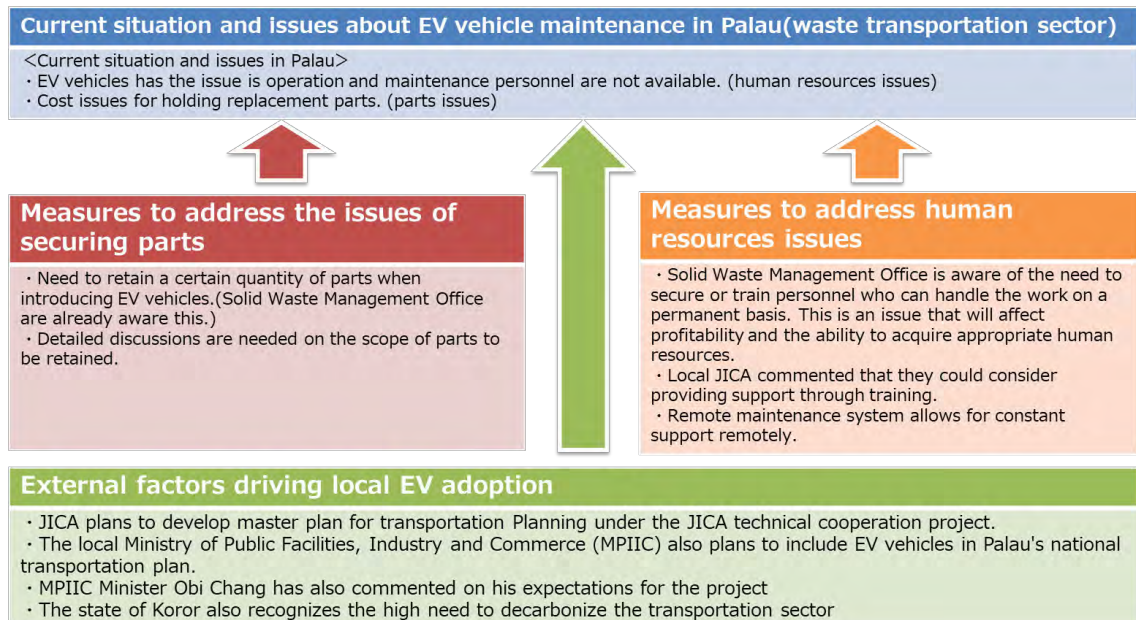 Current situation and issues about EV vehicle maintenance in Palau(waste transportation sector)
<Current situation and issues in Palau>
・EV vehicles has the issue is operation and maintenance personnel are not available. (human resources issues)
・Cost issues for holding replacement parts. (parts issues)
Measures to address the issues of
securing parts
・Need to retain a certain quantity of parts when
introducing EV vehicles.(Solid Waste Management Office
are already aware this.)
・Detailed discussions are needed on the scope of parts to
be retained.
Measures to address human
resources issues
・Solid Waste Management Office is aware of the need to
secure or train personnel who can handle the work on a
permanent basis. This is an issue that will affect
profitability and the ability to acquire appropriate human
resources.
・Local JICA commented that they could consider
providing support through training.
・Remote maintenance system allows for constant
support remotely.
External factors driving local EV adoption
・JICA plans to develop master plan for transportation Planning under the JICA technical cooperation project.
・The local Ministry of Public Facilities, Industry and Commerce (MPIIC) also plans to include EV vehicles in Palau's national
transportation plan.
・MPIIC Minister Obi Chang has also commented on his expectations for the project
・The state of Koror also recognizes the high need to decarbonize the transportation sector